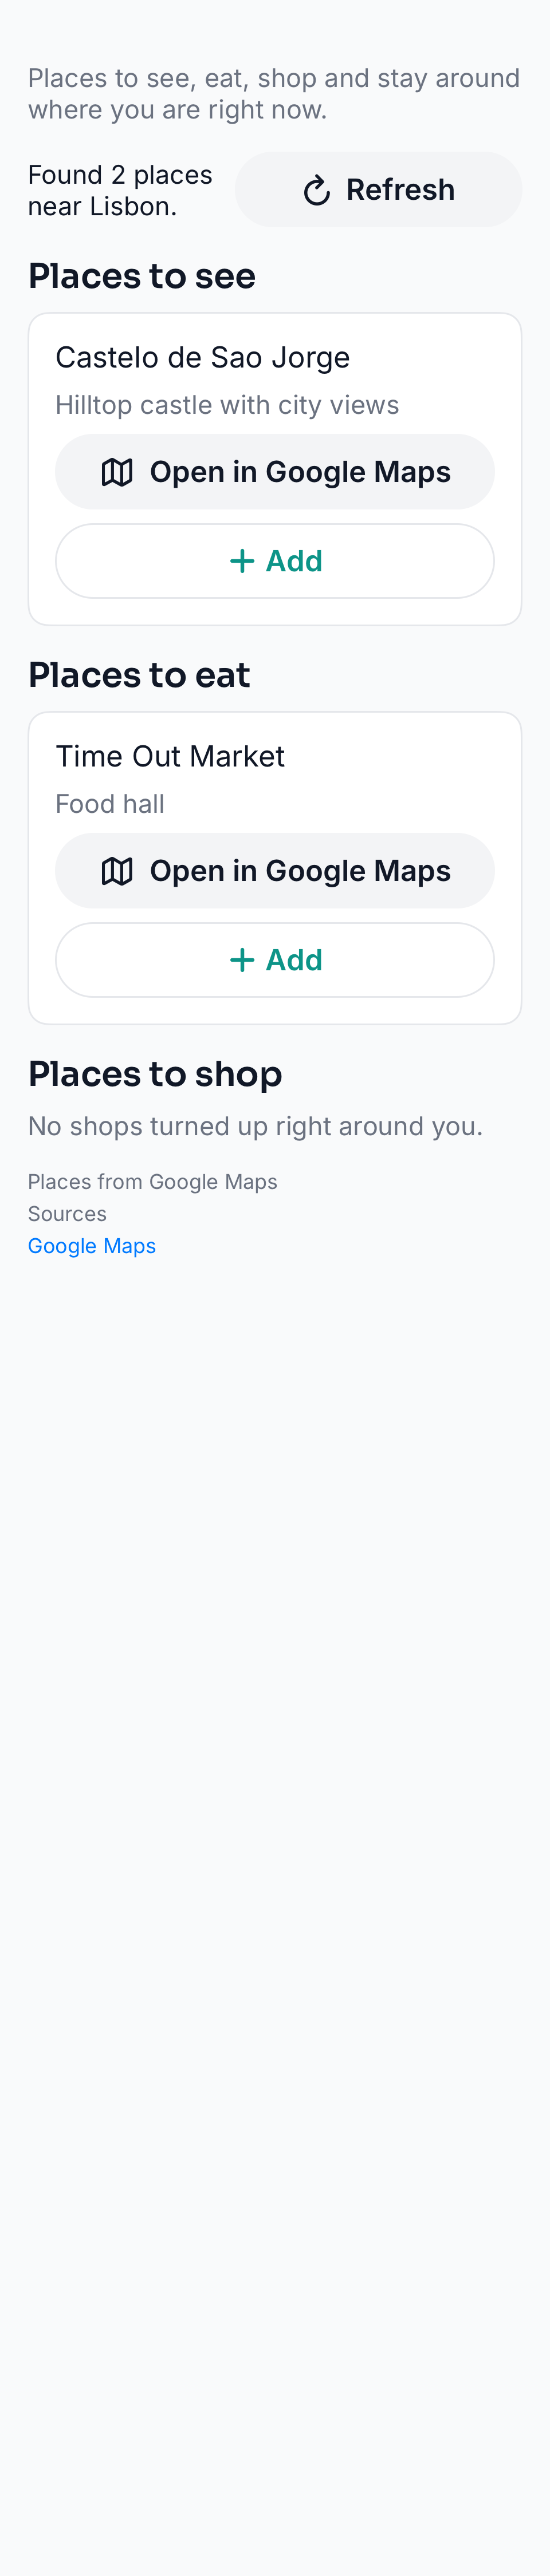 Places to see, eat, shop and stay around
where you are right now.
Found 2 places
near Lisbon.
Refresh
Places to see
Castelo de Sao Jorge
Hilltop castle with city views
Open in Google Maps
+ Add
Places to eat
Time Out Market
Food hall
Open in Google Maps
+ Add
Places to shop
No shops turned up right around you.
Places from Google Maps
Sources
Google Maps